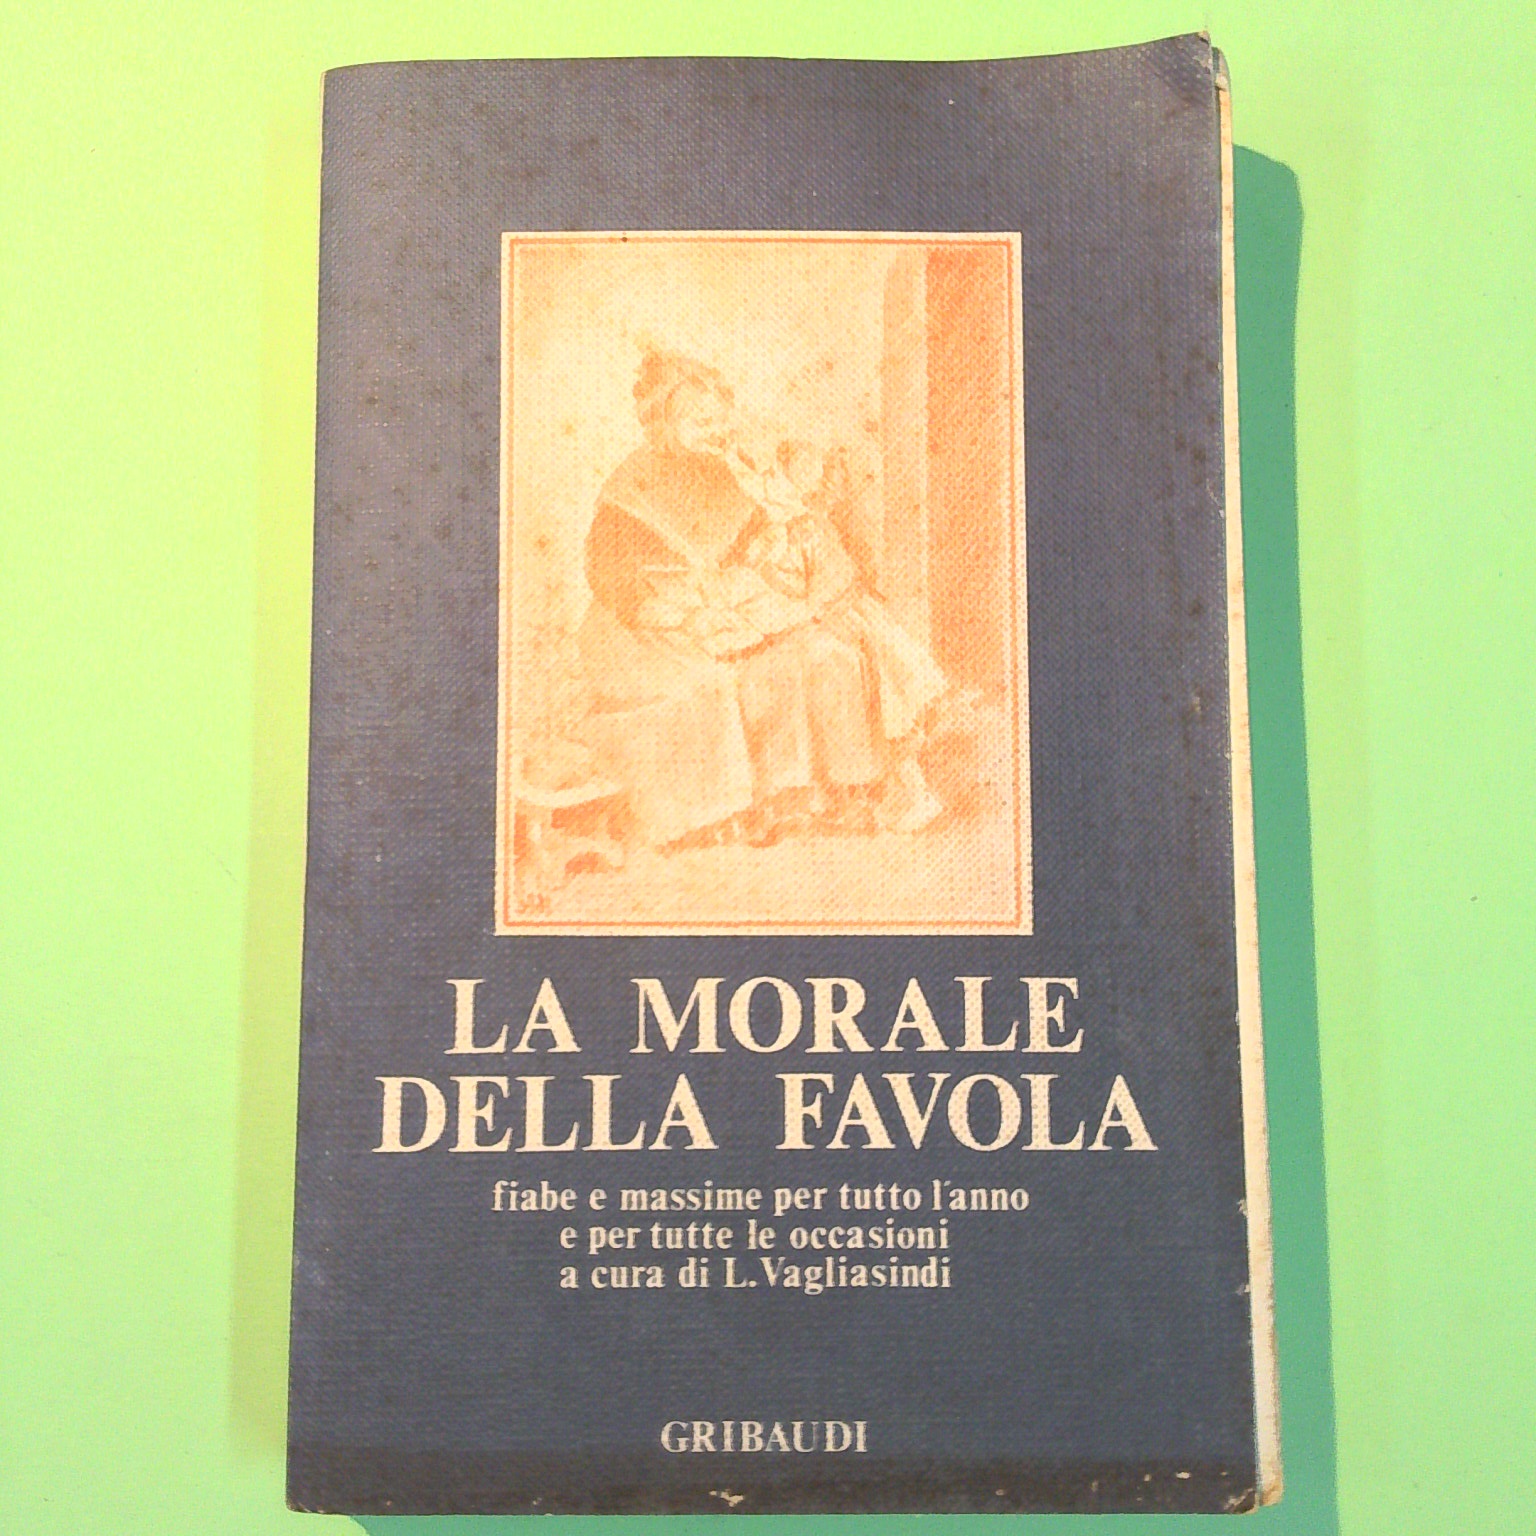 LA MORALE
DELLA FAVOLA
fiabe e massime per tutto l'anno
e per tutte le occasioni
a cura di L. Vagliasindi
GRIBAUDI